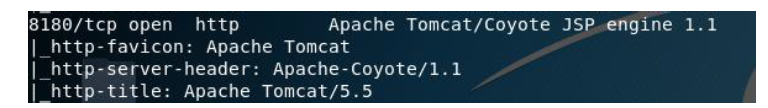 8180/tcp open  http        Apache Tomcat/Coyote JSP engine 1.1
|_http-favicon: Apache Tomcat
|_http-server-header: Apache-Coyote/1.1
|_http-title: Apache Tomcat/5.5